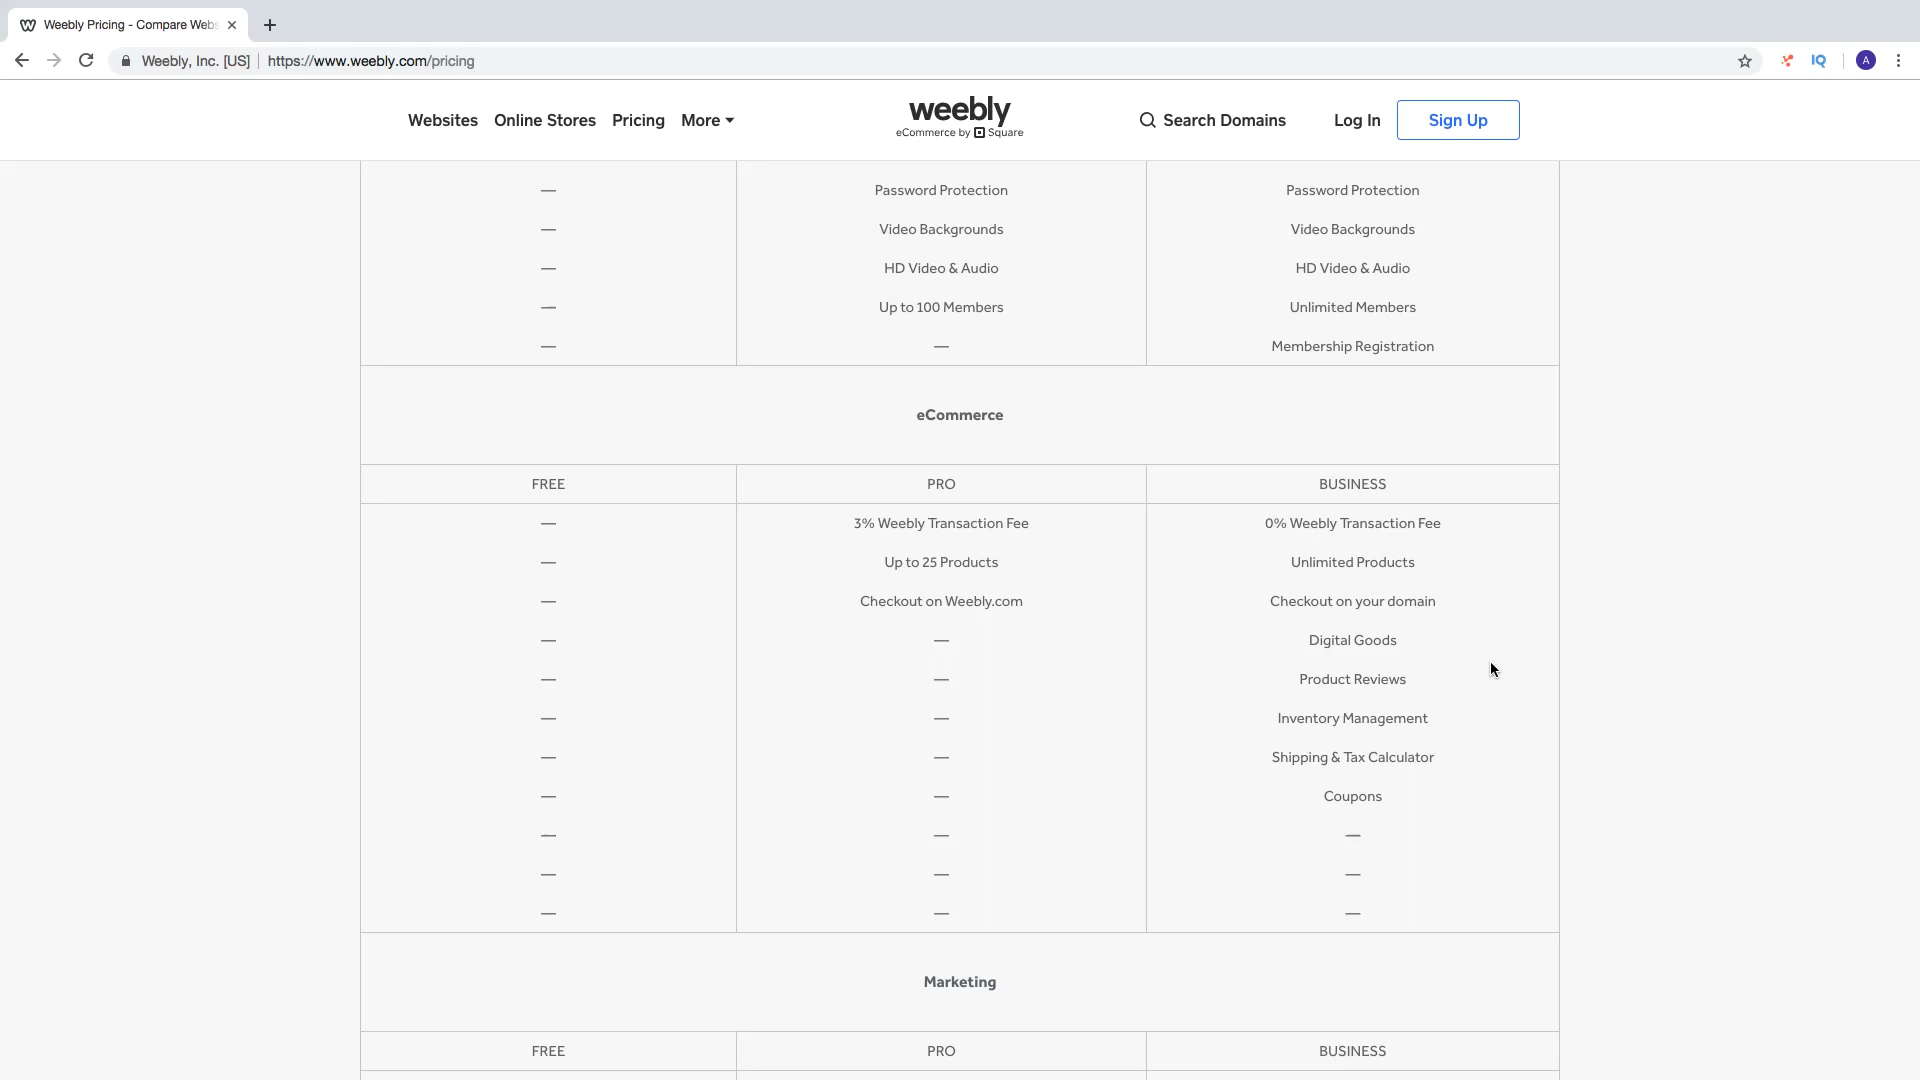 Weebly Pricing - Compare Webs
Weebly, Inc. [US] https://www.weebly.com/pricing IQ A
Websites Online Stores Pricing More weebly Search Domains Log In Sign Up
eCommerce by Square
— Password Protection Password Protection
— Video Backgrounds Video Backgrounds
— HD Video & Audio HD Video & Audio
— Up to 100 Members Unlimited Members
— — Membership Registration
eCommerce
FREE PRO BUSINESS
— 3% Weebly Transaction Fee 0% Weebly Transaction Fee
— Up to 25 Products Unlimited Products
— Checkout on Weebly.com Checkout on your domain
— — Digital Goods
— — Product Reviews
— — Inventory Management
— — Shipping & Tax Calculator
— — Coupons
— — —
— — —
— — —
Marketing
FREE PRO BUSINESS